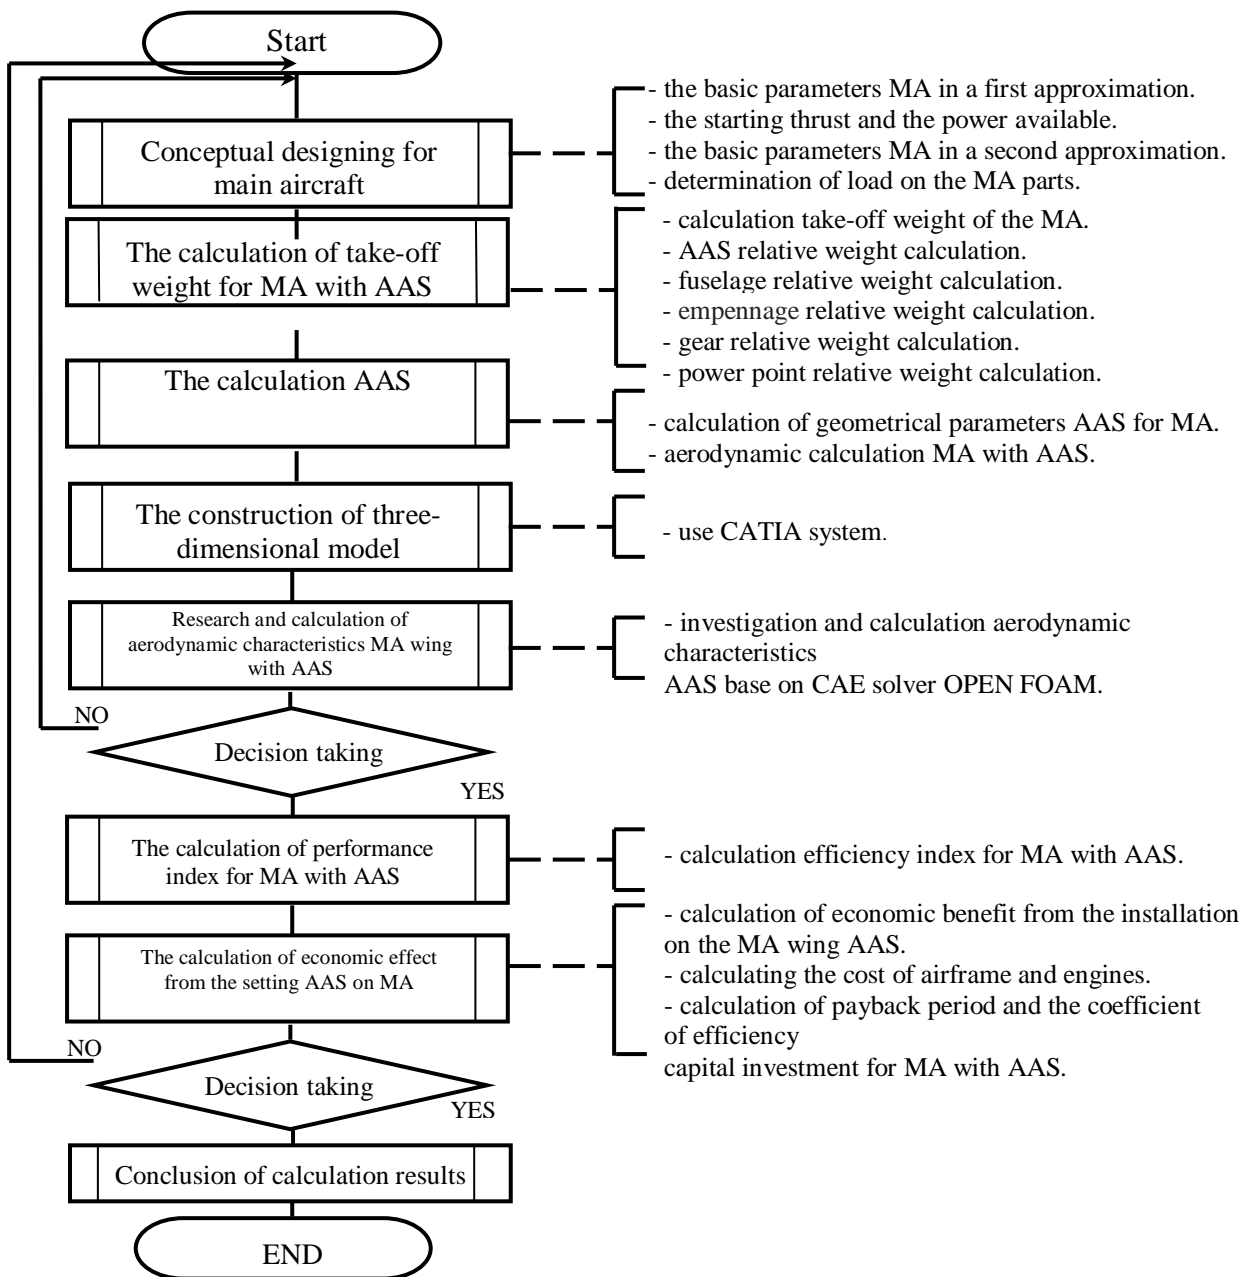 Start
Conceptual designing for
main aircraft
- the basic parameters MA in a first approximation.
- the starting thrust and the power available.
- the basic parameters MA in a second approximation.
- determination of load on the MA parts.
The calculation of take-off
weight for MA with AAS
- calculation take-off weight of the MA.
- AAS relative weight calculation.
- fuselage relative weight calculation.
- empennage relative weight calculation.
- gear relative weight calculation.
- power point relative weight calculation.
The calculation AAS
- calculation of geometrical parameters AAS for MA.
- aerodynamic calculation MA with AAS.
The construction of three-
dimensional model
- use CATIA system.
Research and calculation of
aerodynamic characteristics MA wing
with AAS
- investigation and calculation aerodynamic
characteristics
AAS base on CAE solver OPEN FOAM.
NO
Decision taking
YES
The calculation of performance
index for MA with AAS
- calculation efficiency index for MA with AAS.
The calculation of economic effect
from the setting AAS on MA
- calculation of economic benefit from the installation
on the MA wing AAS.
- calculating the cost of airframe and engines.
- calculation of payback period and the coefficient
of efficiency
capital investment for MA with AAS.
NO
Decision taking
YES
Conclusion of calculation results
END